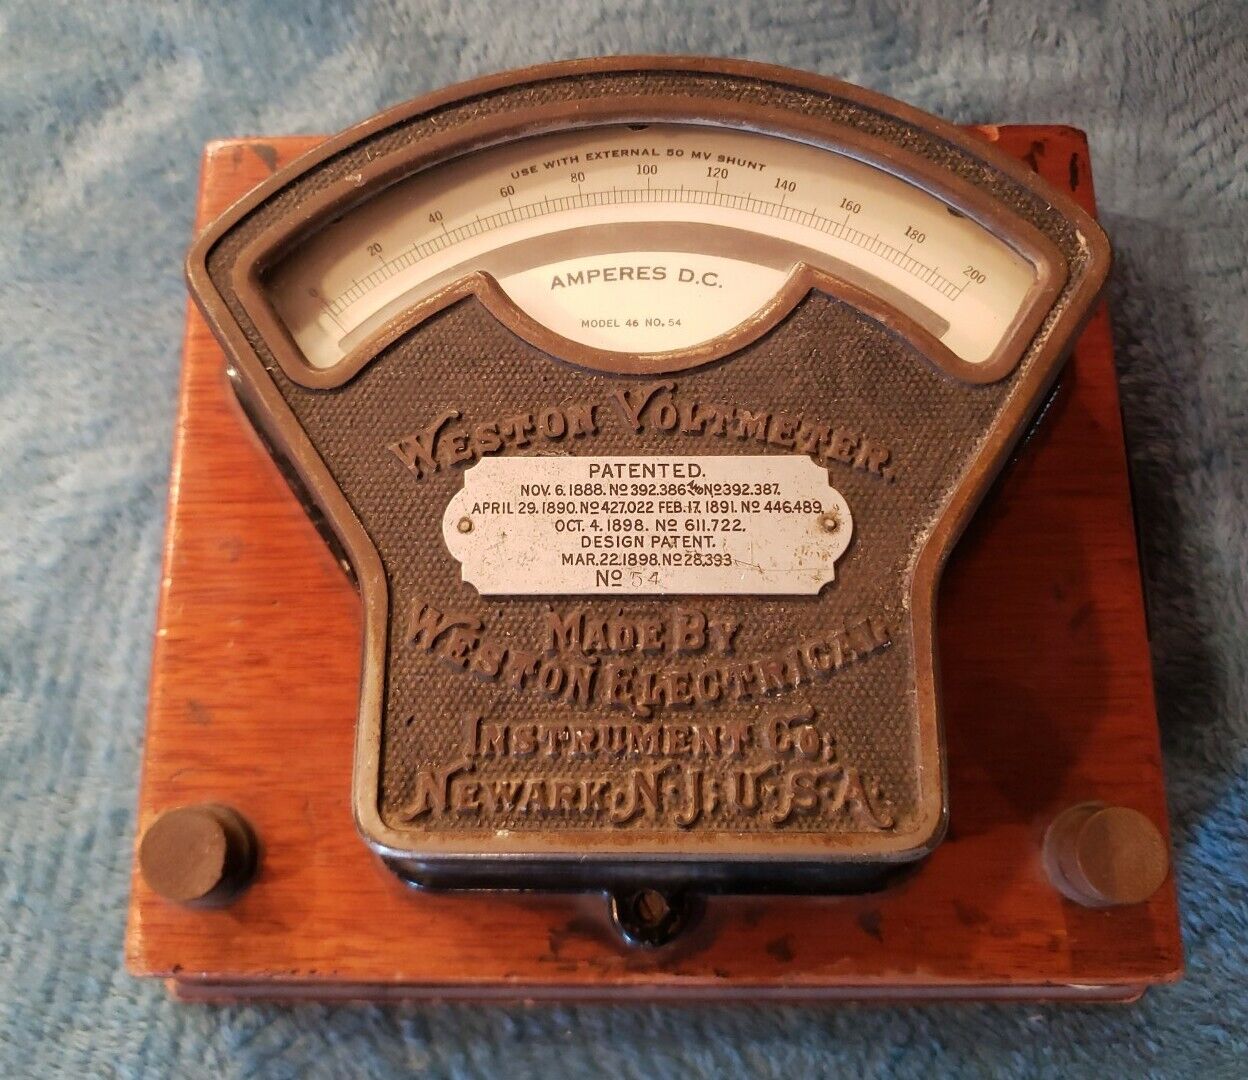 USE WITH EXTERNAL 50 MV SHUNT
0 20 40 60 80 100 120 140 160 180 200
AMPERES D.C.
MODEL 46 NO. 54
WESTON VOLTMETER.
PATENTED.
NOV. 6. 1888. No 392.386 & No 392.387.
APRIL 29. 1890. No 427.022 FEB. 17. 1891. No 446.489.
OCT. 4. 1898. No 611.722.
DESIGN PATENT.
MAR. 22. 1898. No 28.393
No 54
MADE BY
WESTON ELECTRICAL
INSTRUMENT CO.
NEWARK. N. J. U. S. A.